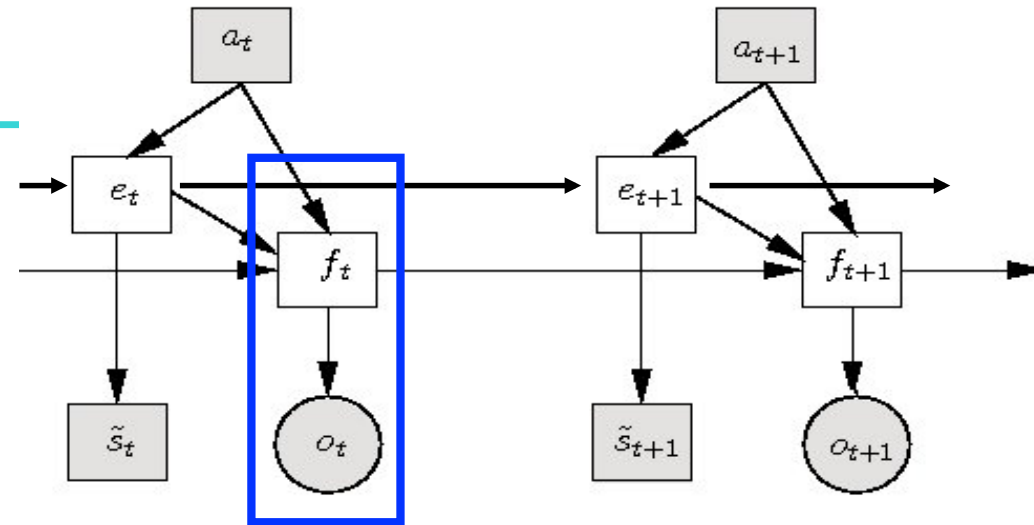 a_t a_{t+1}
e_t e_{t+1}
f_t f_{t+1}
s̃_t o_t s̃_{t+1} o_{t+1}